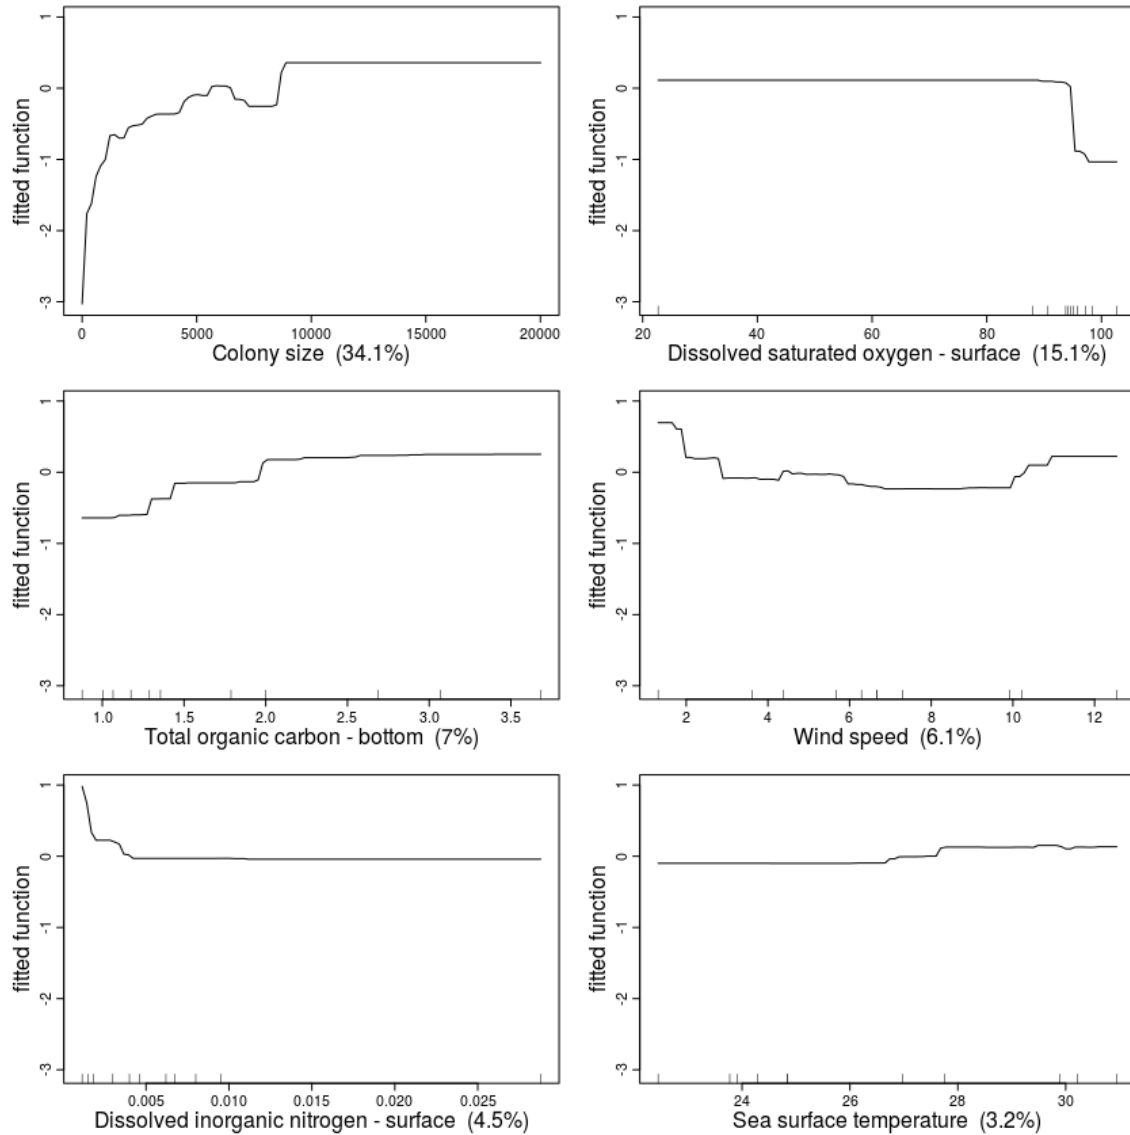 1
0
-1
-2
-3
fitted function
0 5000 10000 15000 20000
Colony size (34.1%)
1
0
-1
-2
-3
fitted function
20 40 60 80 100
Dissolved saturated oxygen - surface (15.1%)
1
0
-1
-2
-3
fitted function
1.0 1.5 2.0 2.5 3.0 3.5
Total organic carbon - bottom (7%)
1
0
-1
-2
-3
fitted function
2 4 6 8 10 12
Wind speed (6.1%)
1
0
-1
-2
-3
fitted function
0.005 0.010 0.015 0.020 0.025
Dissolved inorganic nitrogen - surface (4.5%)
1
0
-1
-2
-3
fitted function
24 26 28 30
Sea surface temperature (3.2%)